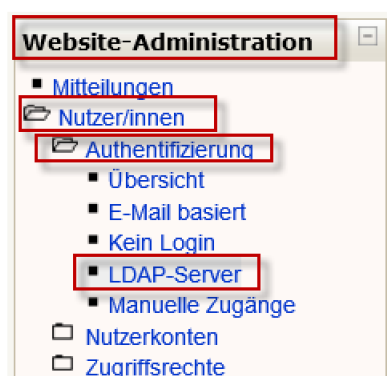 Website-Administration
Mitteilungen
Nutzer/innen
Authentifizierung
Übersicht
E-Mail basiert
Kein Login
LDAP-Server
Manuelle Zugänge
Nutzerkonten
Zugriffsrechte